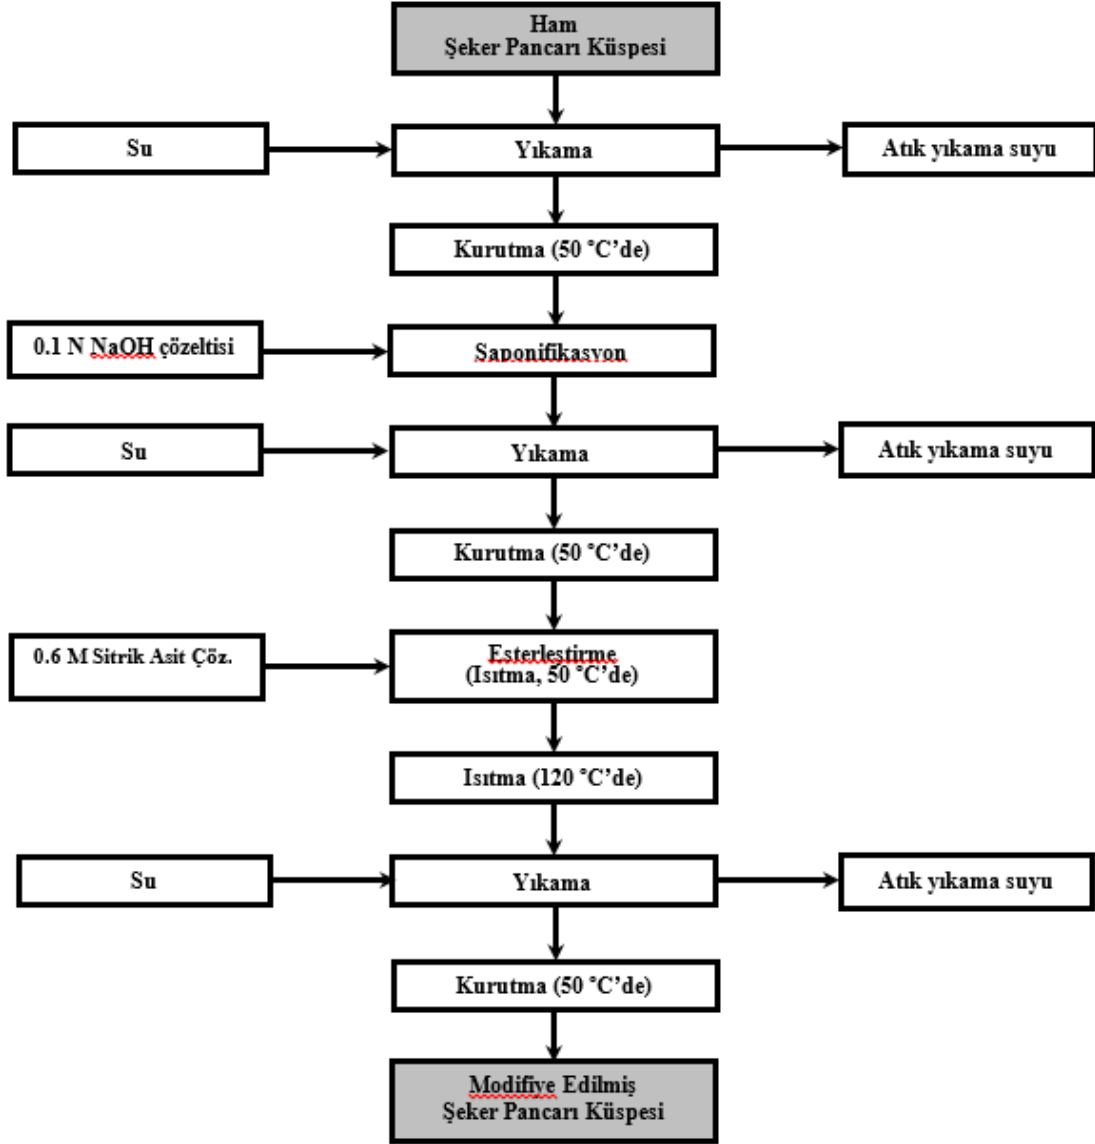 Ham
Şeker Pancarı Küspesi
Su
Yıkama
Atık yıkama suyu
Kurutma (50 °C’de)
0.1 N NaOH çözeltisi
Saponifikasyon
Su
Yıkama
Atık yıkama suyu
Kurutma (50 °C’de)
0.6 M Sitrik Asit Çöz.
Esterleştirme
(Isıtma, 50 °C’de)
Isıtma (120 °C’de)
Su
Yıkama
Atık yıkama suyu
Kurutma (50 °C’de)
Modifiye Edilmiş
Şeker Pancarı Küspesi